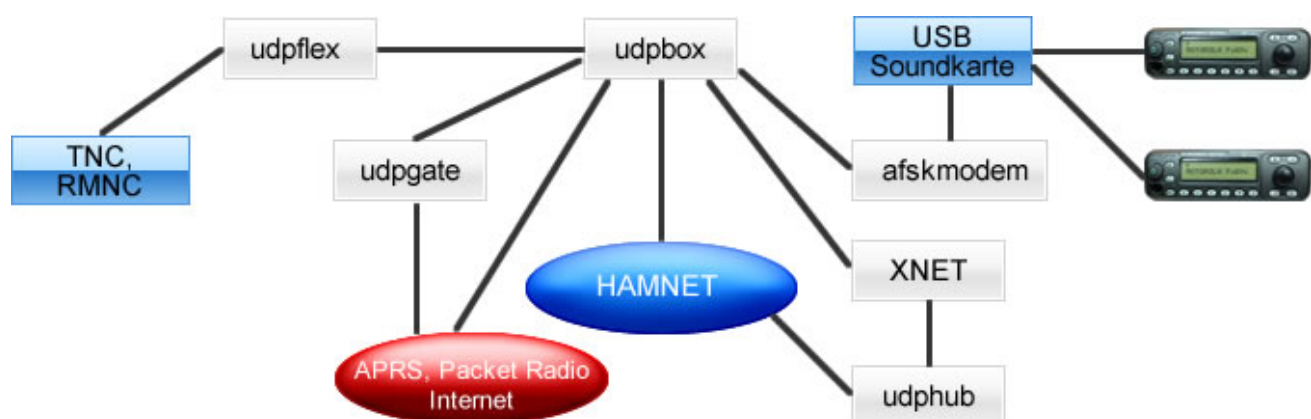 udpflex
udpbox
USB
Soundkarte
TNC,
RMNC
udpgate
afskmodem
HAMNET
XNET
APRS, Packet Radio
Internet
udphub